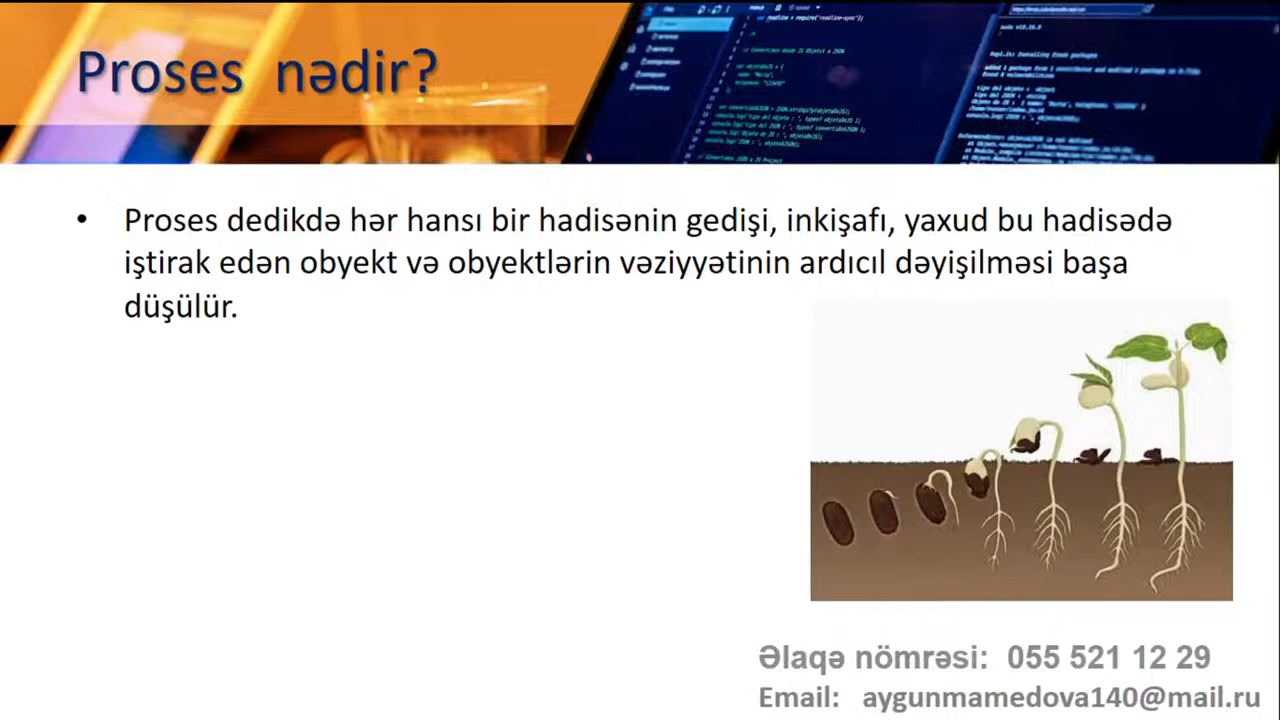 Proses nədir?
• Proses dedikdə hər hansı bir hadisənin gedişi, inkişafı, yaxud bu hadisədə
iştirak edən obyekt və obyektlərin vəziyyətinin ardıcıl dəyişilməsi başa
düşülür.
Əlaqə nömrəsi: 055 521 12 29
Email: aygunmamedova140@mail.ru